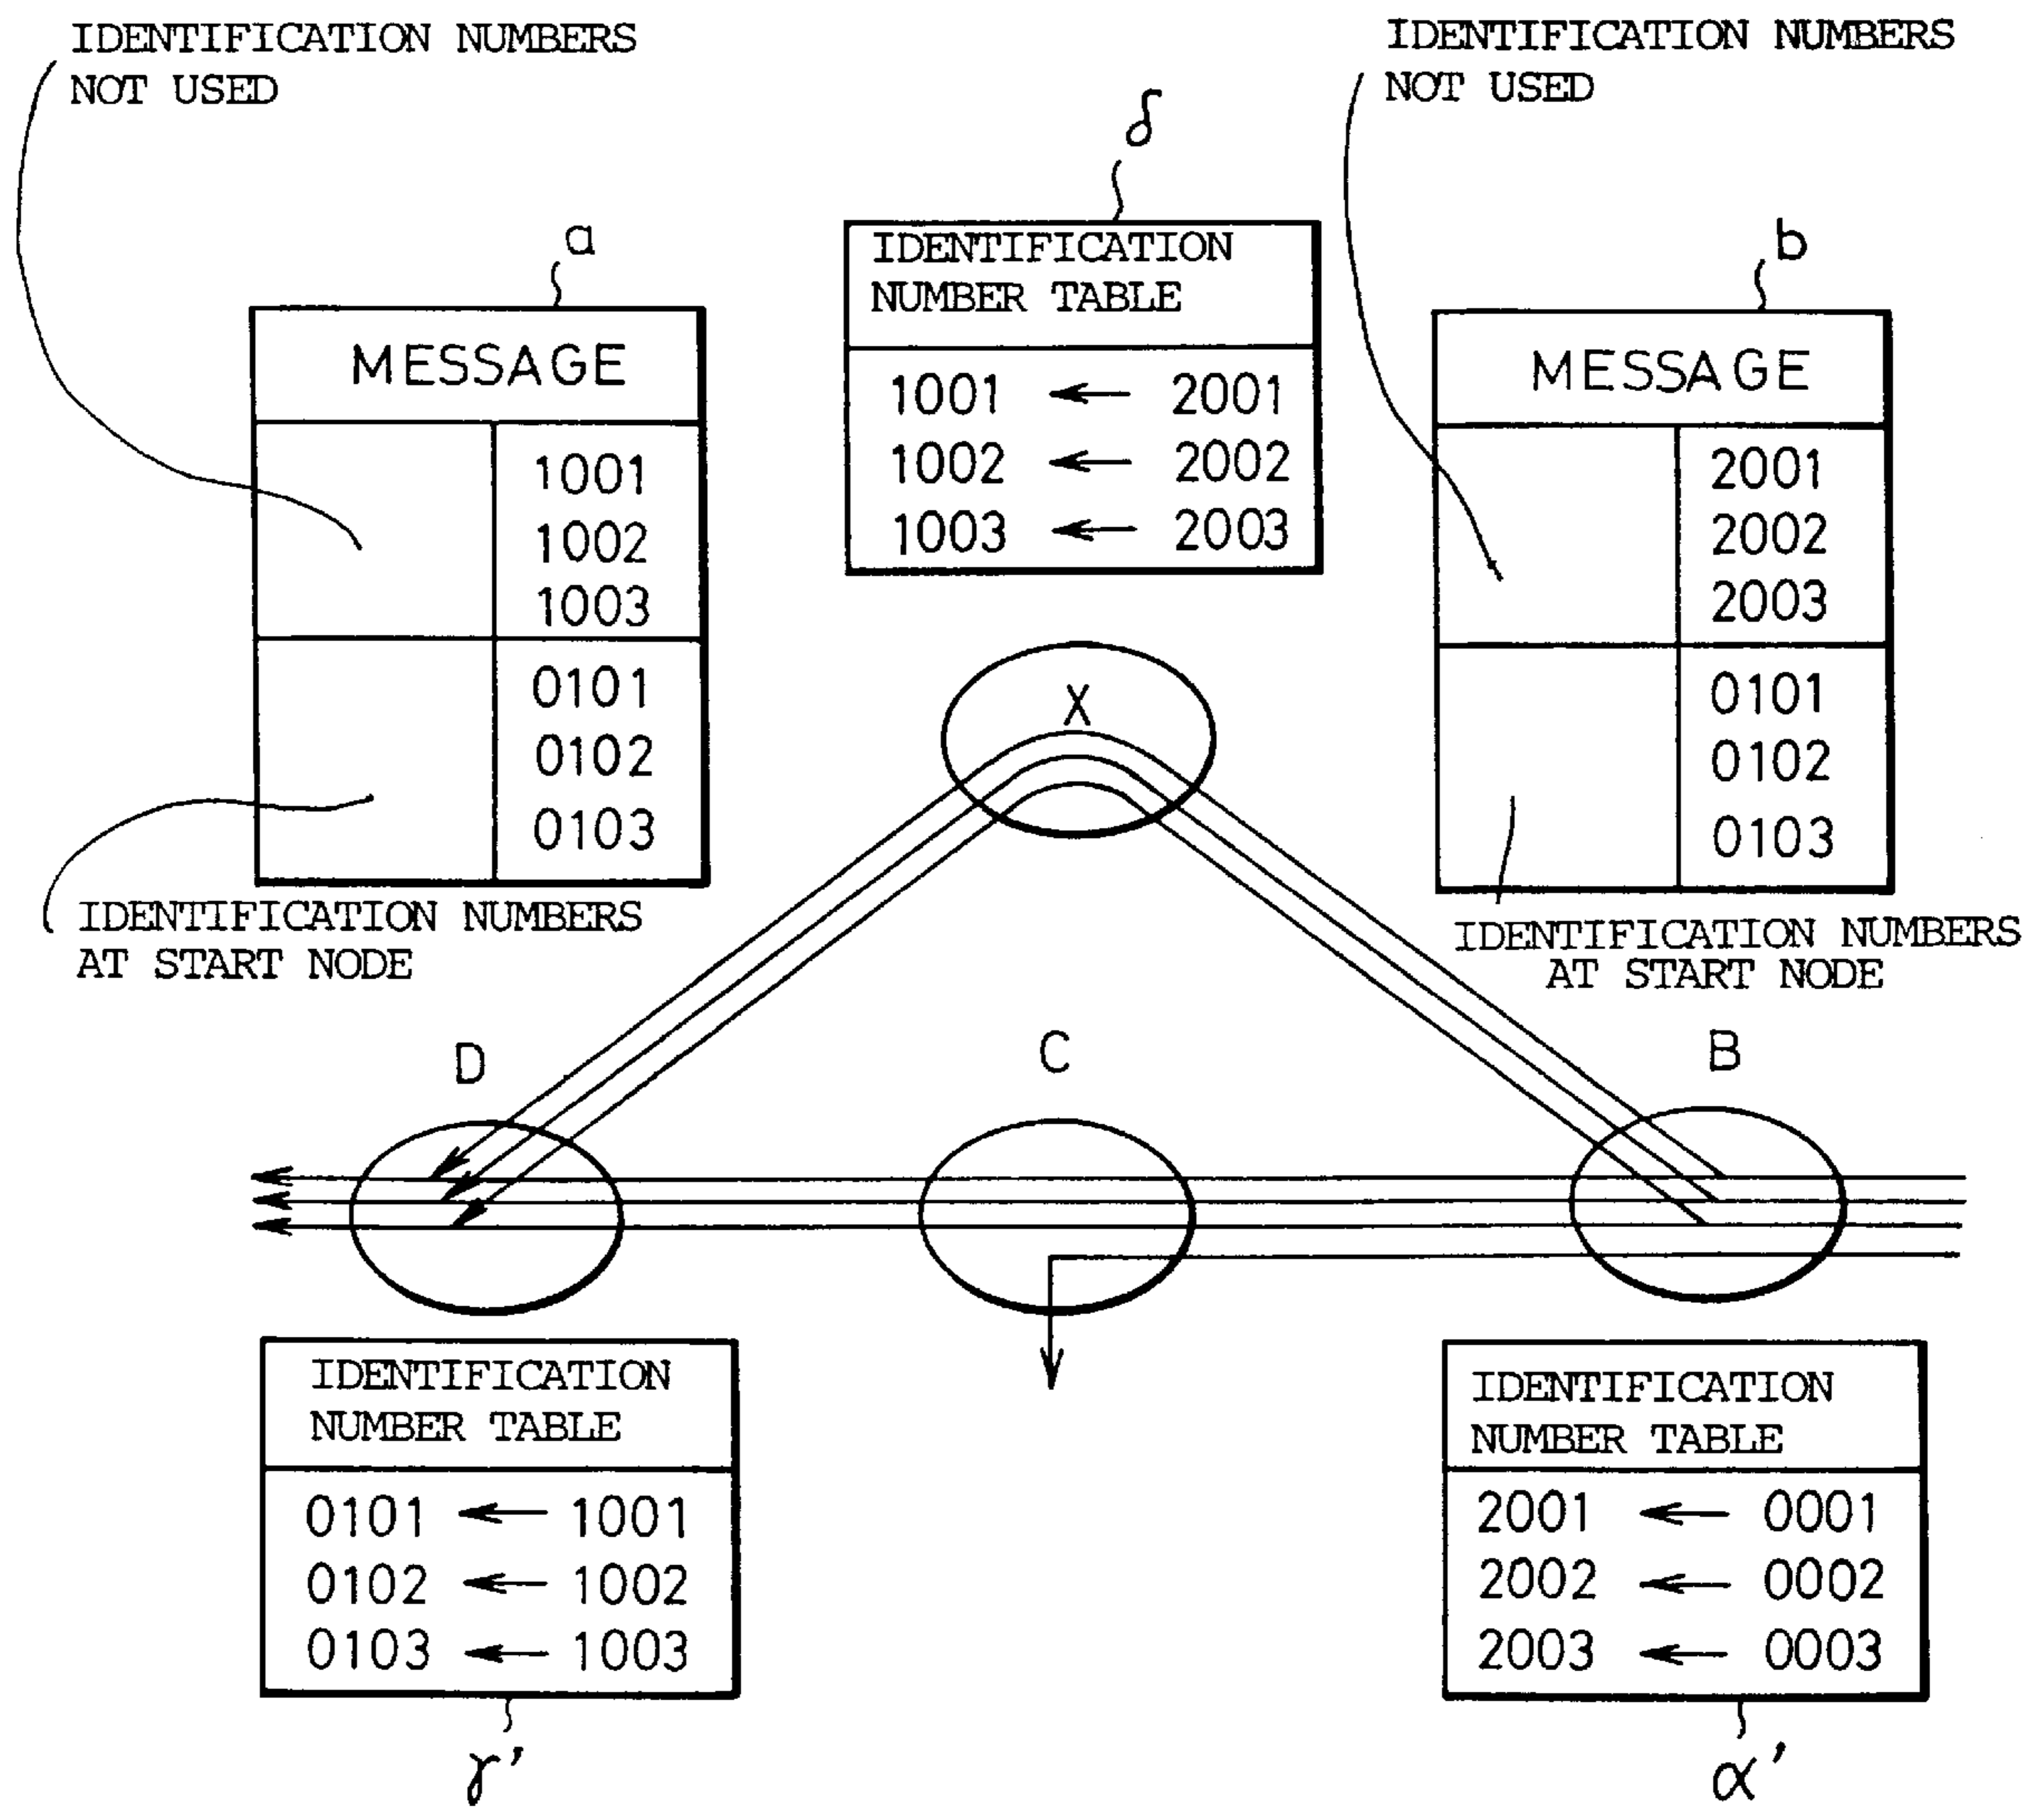 IDENTIFICATION NUMBERS
NOT USED
IDENTIFICATION NUMBERS
NOT USED
δ
a
b
IDENTIFICATION
NUMBER TABLE
1001 ← 2001
1002 ← 2002
1003 ← 2003
MESSAGE
1001
1002
1003
0101
0102
0103
MESSAGE
2001
2002
2003
0101
0102
0103
IDENTIFICATION NUMBERS
AT START NODE
IDENTIFICATION NUMBERS
AT START NODE
X
D
C
B
IDENTIFICATION
NUMBER TABLE
0101 ← 1001
0102 ← 1002
0103 ← 1003
γ'
IDENTIFICATION
NUMBER TABLE
2001 ← 0001
2002 ← 0002
2003 ← 0003
α'